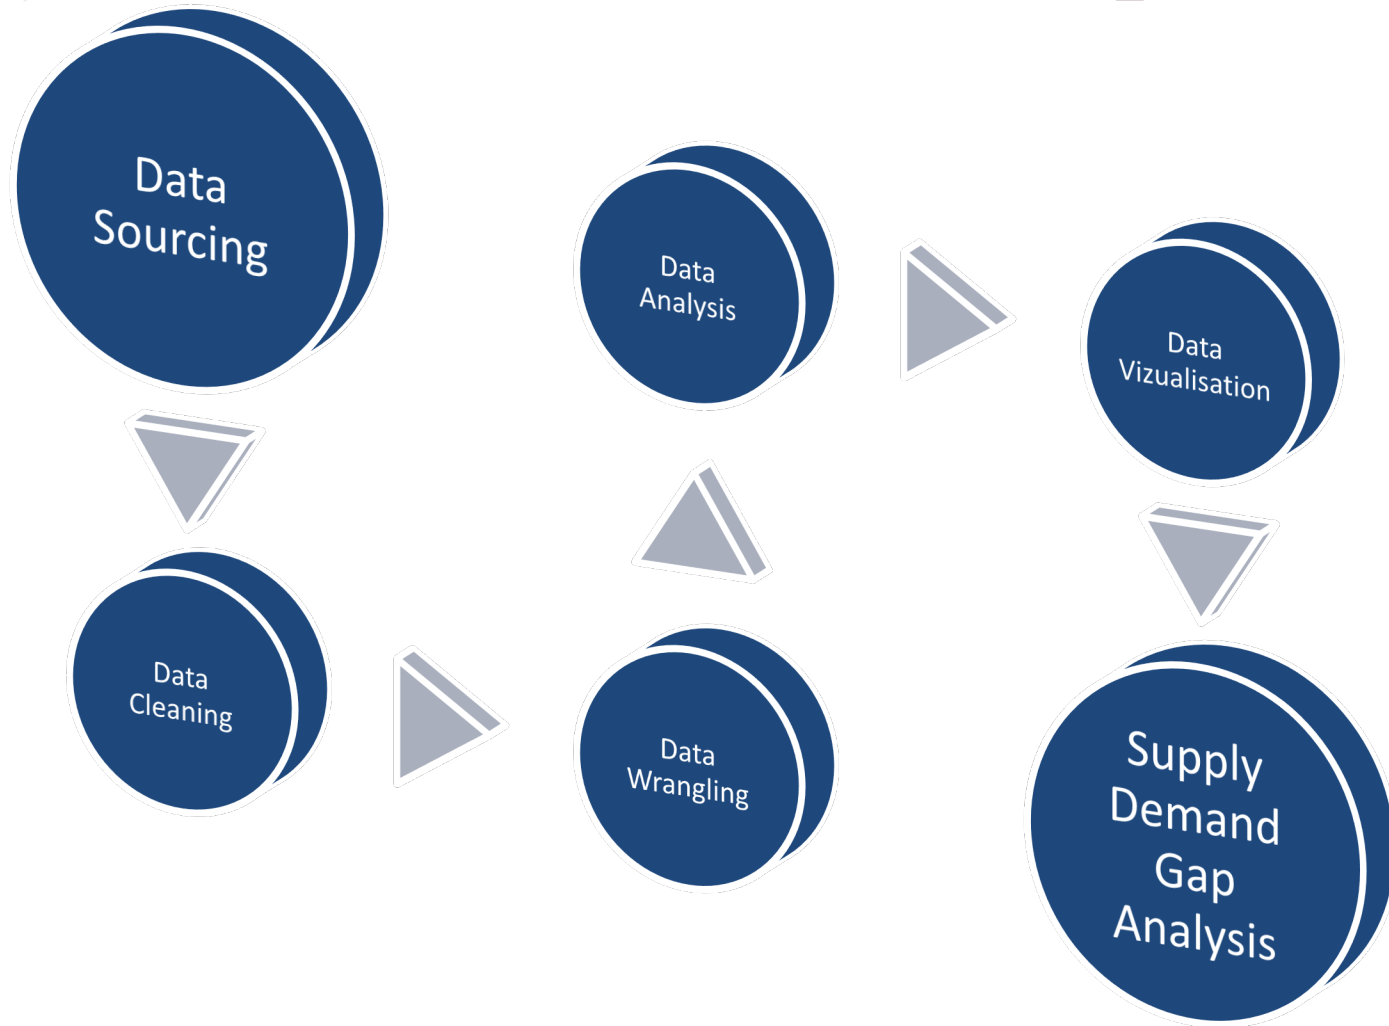 Data
Sourcing
Data
Cleaning
Data
Wrangling
Data
Analysis
Data
Vizualisation
Supply
Demand
Gap
Analysis